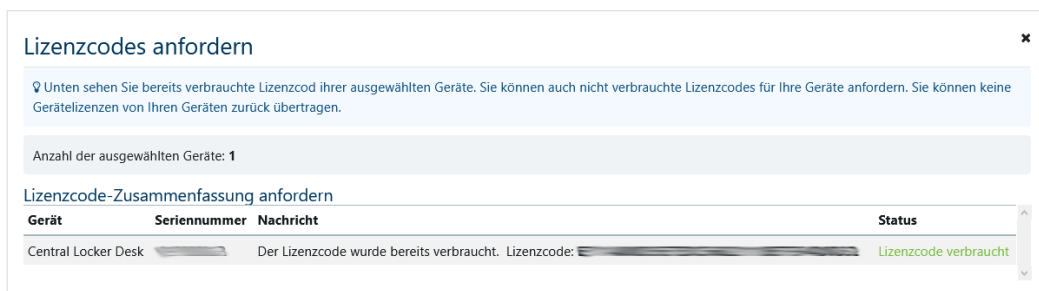 Lizenzcodes anfordern
Unten sehen Sie bereits verbrauchte Lizenzcod ihrer ausgewählten Geräte. Sie können auch nicht verbrauchte Lizenzcodes für Ihre Geräte anfordern. Sie können keine
Gerätelizenzen von Ihren Geräten zurück übertragen.
Anzahl der ausgewählten Geräte: 1
Lizenzcode-Zusammenfassung anfordern
Gerät Seriennummer Nachricht Status
Central Locker Desk Der Lizenzcode wurde bereits verbraucht. Lizenzcode: Lizenzcode verbraucht